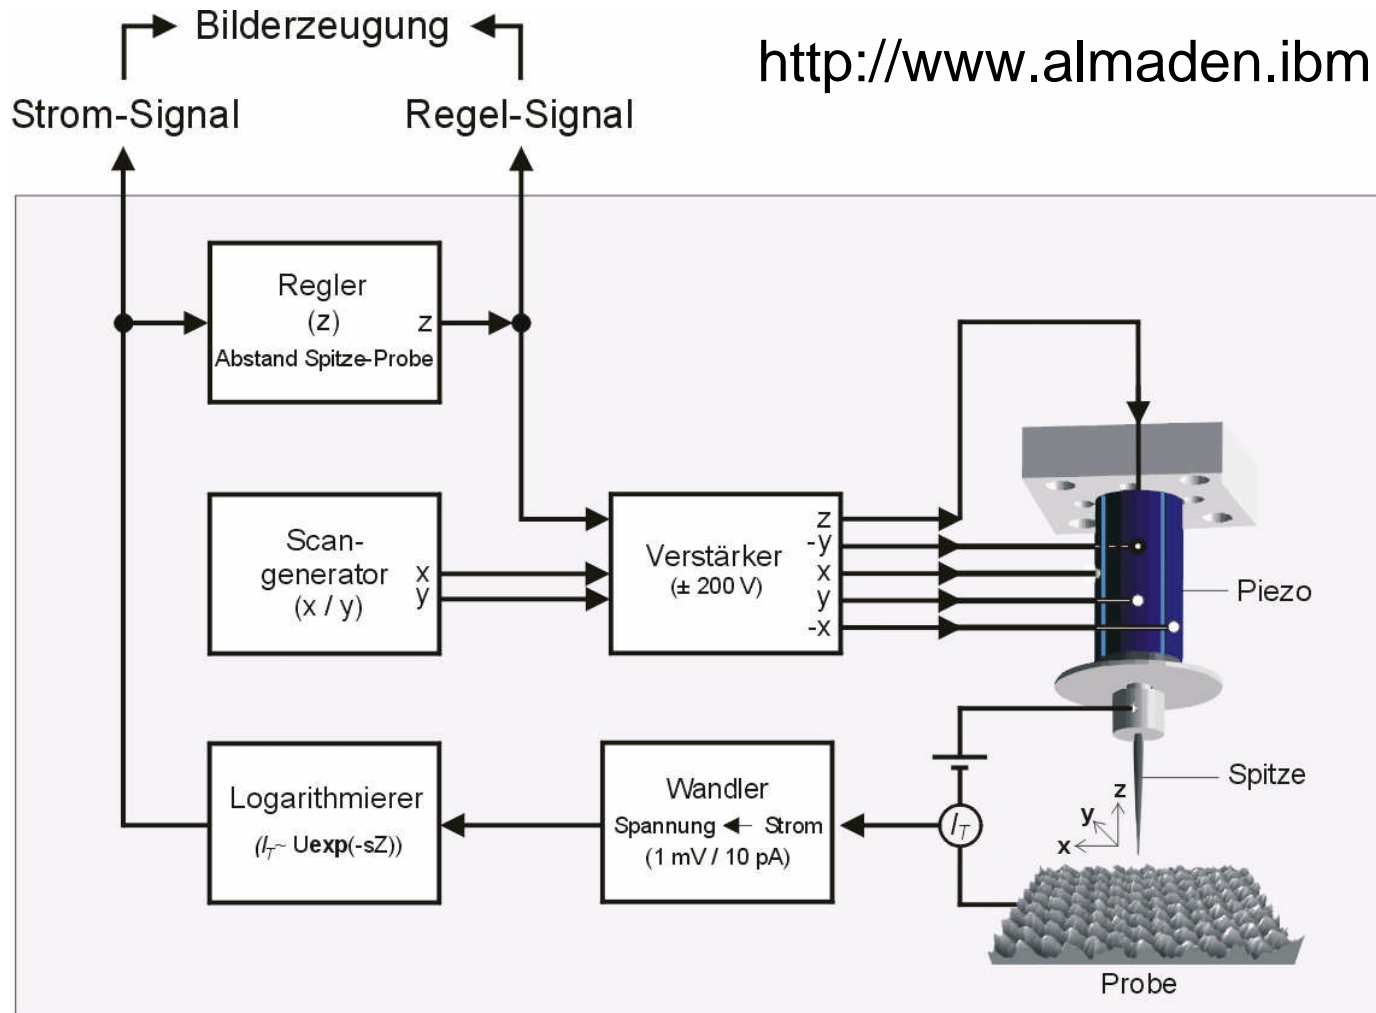 Bilderzeugung
http://www.almaden.ibm
Strom-Signal
Regel-Signal
Regler
(z)
z
Abstand Spitze-Probe
Scan-
generator
(x / y)
x
y
Verstärker
(± 200 V)
z
-y
x
y
-x
Piezo
Logarithmierer
(I_T~ Uexp(-sZ))
Wandler
Spannung ← Strom
(1 mV / 10 pA)
I_T
Spitze
z
y
x
Probe